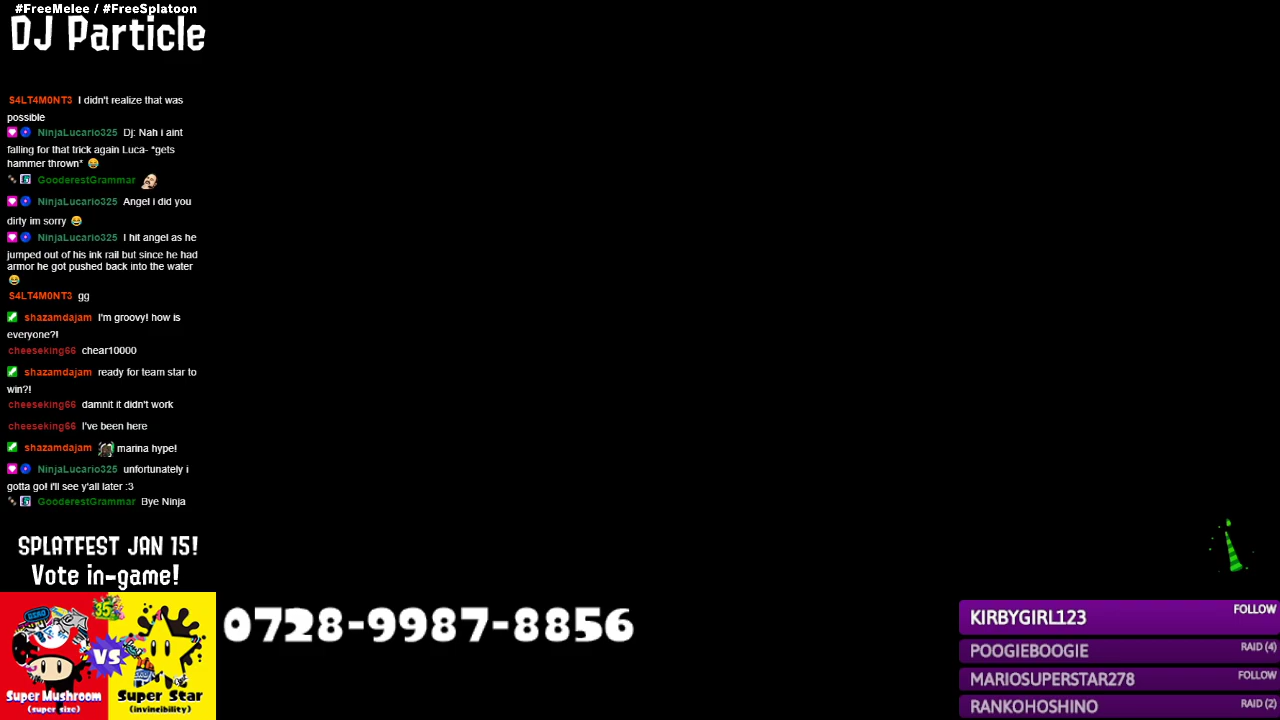 #FreeMelee / #FreeSplatoon
DJ Particle
S4LT4M0NT3 I didn't realize that was
possible
NinjaLucario325 Dj: Nah i aint
falling for that trick again Luca- *gets
hammer thrown* 😂
GooderestGrammar
NinjaLucario325 Angel i did you
dirty im sorry 😂
NinjaLucario325 I hit angel as he
jumped out of his ink rail but since he had
armor he got pushed back into the water
😂
S4LT4M0NT3 gg
shazamdajam I'm groovy! how is
everyone?!
cheeseking66 chear10000
shazamdajam ready for team star to
win?!
cheeseking66 damnit it didn't work
cheeseking66 I've been here
shazamdajam marina hype!
NinjaLucario325 unfortunately i
gotta go! i'll see y'all later :3
GooderestGrammar Bye Ninja
SPLATFEST JAN 15!
Vote in-game!
35th
VS
Super Mushroom
(super size)
Super Star
(invincibility)
0728-9987-8856
KIRBYGIRL123 FOLLOW
POOGIEBOOGIE RAID (4)
MARIOSUPERSTAR278 FOLLOW
RANKOHOSHINO RAID (2)